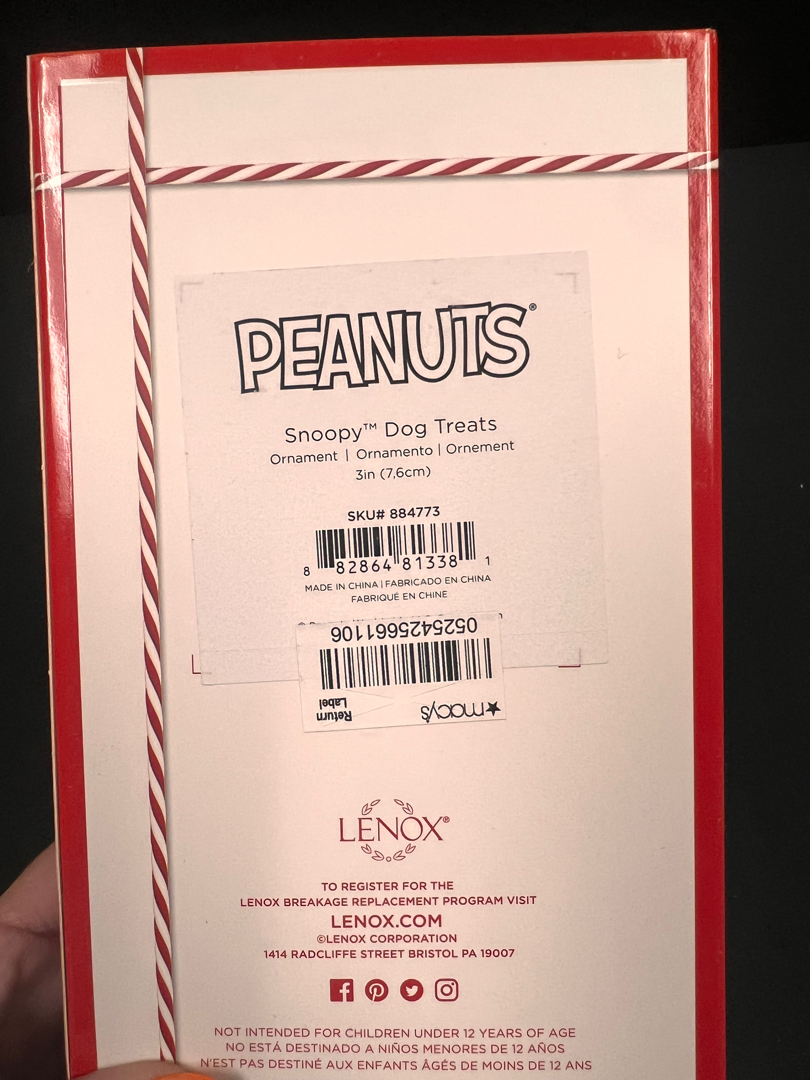 PEANUTS®
Snoopy™ Dog Treats
Ornament | Ornamento | Ornement
3in (7,6cm)
SKU# 884773
8 82864 81338 1
MADE IN CHINA | FABRICADO EN CHINA
FABRIQUÉ EN CHINE
0525425661106
Return
Label
★macy's
LENOX®
TO REGISTER FOR THE
LENOX BREAKAGE REPLACEMENT PROGRAM VISIT
LENOX.COM
©LENOX CORPORATION
1414 RADCLIFFE STREET BRISTOL PA 19007
NOT INTENDED FOR CHILDREN UNDER 12 YEARS OF AGE
NO ESTÁ DESTINADO A NIÑOS MENORES DE 12 AÑOS
N'EST PAS DESTINÉ AUX ENFANTS ÂGÉS DE MOINS DE 12 ANS